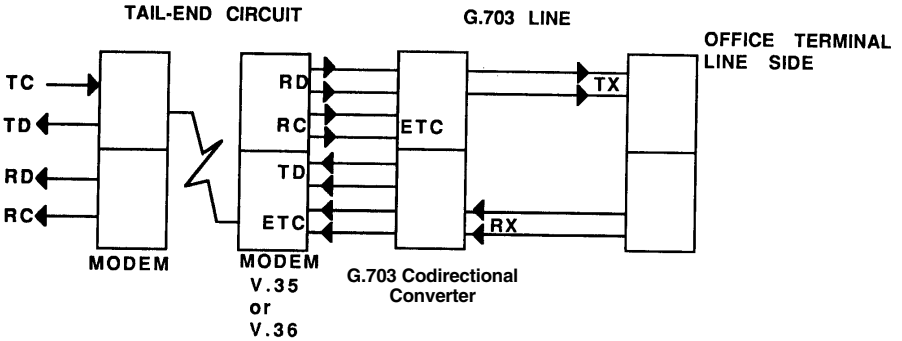 TAIL-END CIRCUIT
G.703 LINE
OFFICE TERMINAL
LINE SIDE
TC
TD
RD
RC
MODEM
RD
RC
TD
ETC
MODEM
V.35
or
V.36
ETC
G.703 Codirectional
Converter
TX
RX